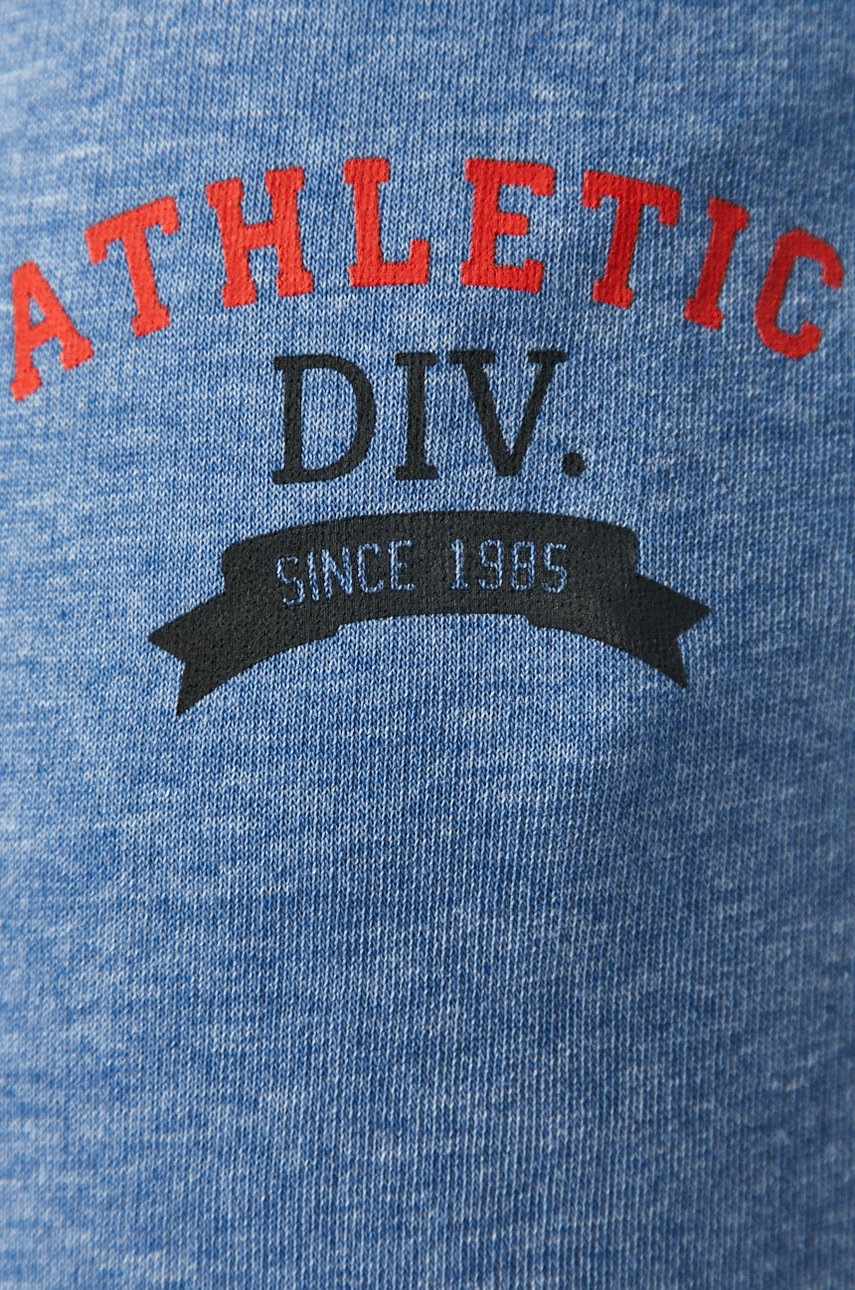 ATHLETIC
DIV.
SINCE 1985